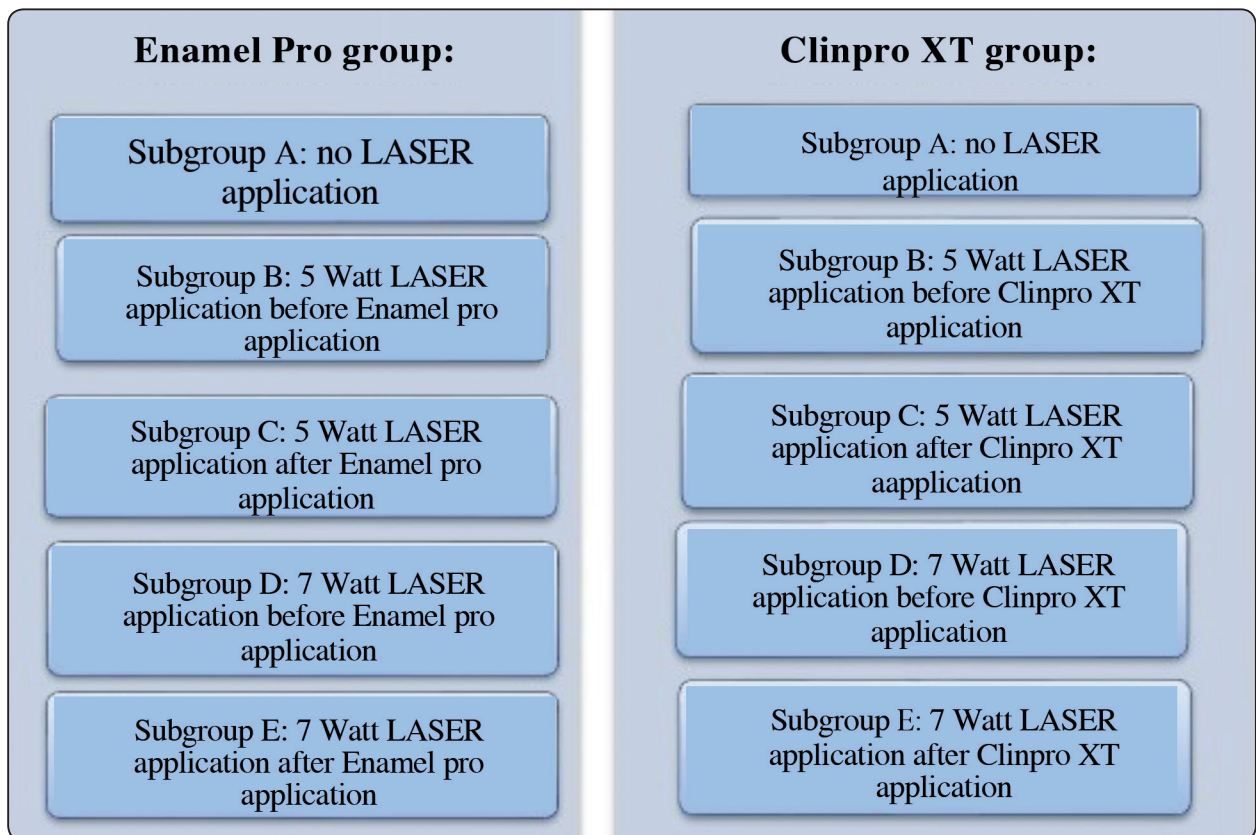 Enamel Pro group:
Subgroup A: no LASER
application
Subgroup B: 5 Watt LASER
application before Enamel pro
application
Subgroup C: 5 Watt LASER
application after Enamel pro
application
Subgroup D: 7 Watt LASER
application before Enamel pro
application
Subgroup E: 7 Watt LASER
application after Enamel pro
application
Clinpro XT group:
Subgroup A: no LASER
application
Subgroup B: 5 Watt LASER
application before Clinpro XT
application
Subgroup C: 5 Watt LASER
application after Clinpro XT
aapplication
Subgroup D: 7 Watt LASER
application before Clinpro XT
application
Subgroup E: 7 Watt LASER
application after Clinpro XT
application